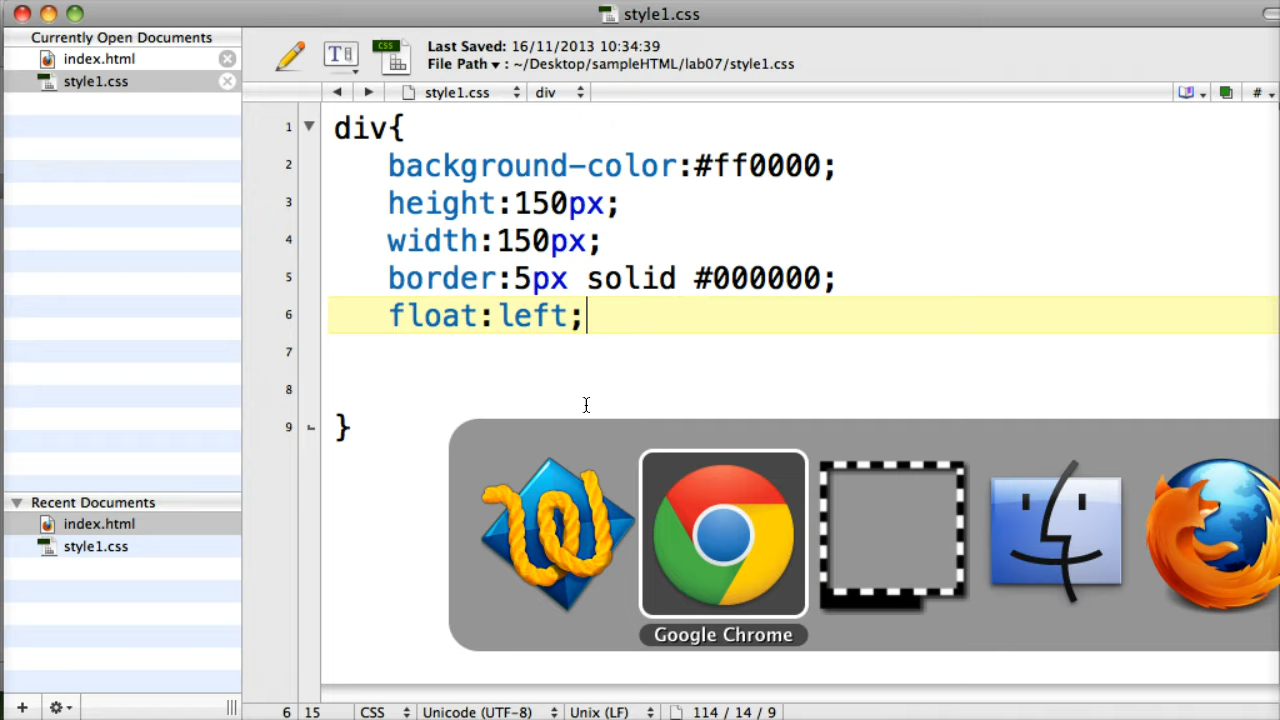 style1.css
Currently Open Documents
index.html
style1.css
Last Saved: 16/11/2013 10:34:39
File Path ▾ : ~/Desktop/sampleHTML/lab07/style1.css
style1.css
div
#
1 div{
2 background-color:#ff0000;
3 height:150px;
4 width:150px;
5 border:5px solid #000000;
6 float:left;
7
8
9 }
Google Chrome
Recent Documents
index.html
style1.css
6 15 CSS Unicode (UTF-8) Unix (LF) 114 / 14 / 9